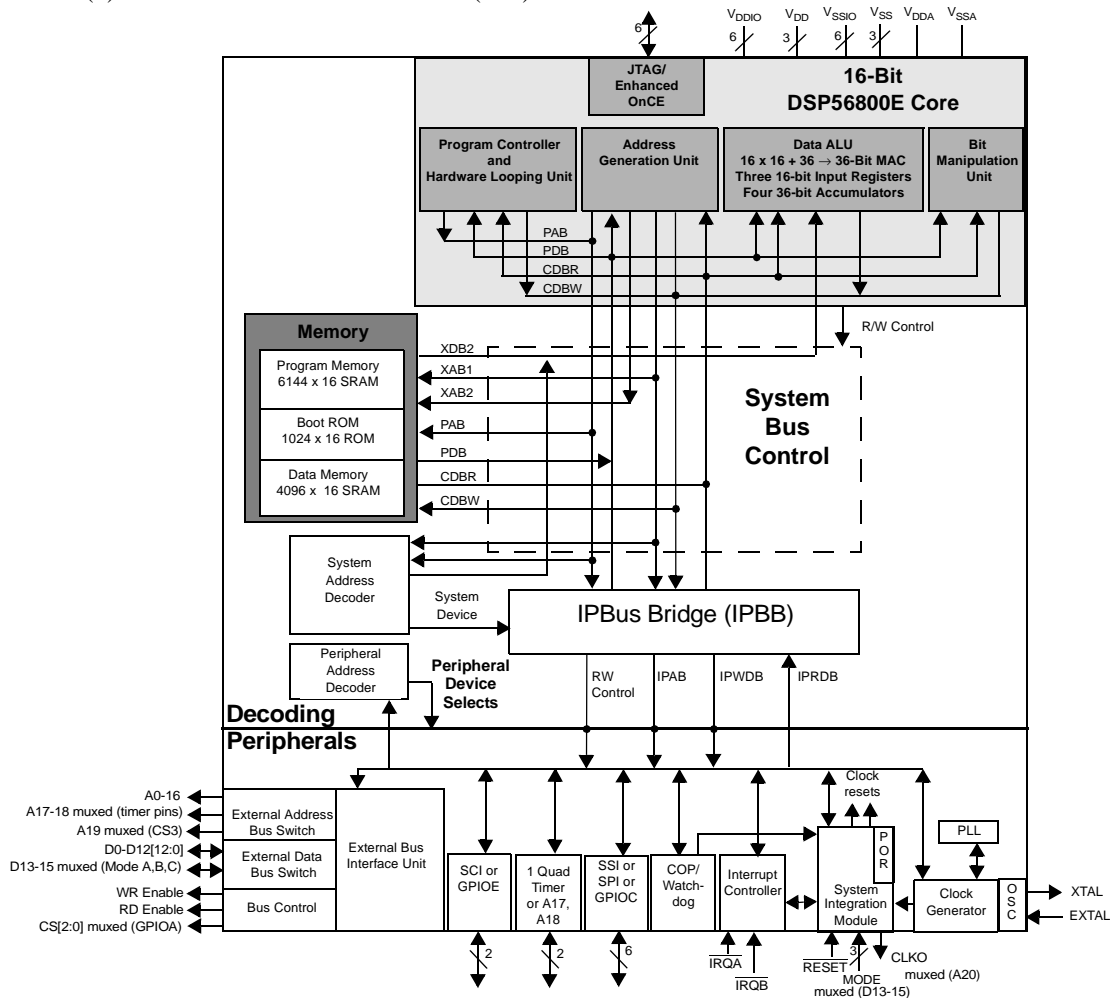 6
V_DDIO
6
V_DD
3
V_SSIO
6
V_SS
3
V_DDA
V_SSA
JTAG/
Enhanced
OnCE
16-Bit
DSP56800E Core
Program Controller
and
Hardware Looping Unit
Address
Generation Unit
Data ALU
16 x 16 + 36 → 36-Bit MAC
Three 16-bit Input Registers
Four 36-bit Accumulators
Bit
Manipulation
Unit
PAB
PDB
CDBR
CDBW
R/W Control
Memory
Program Memory
6144 x 16 SRAM
Boot ROM
1024 x 16 ROM
Data Memory
4096 x 16 SRAM
XDB2
XAB1
XAB2
PAB
PDB
CDBR
CDBW
System
Bus
Control
System
Address
Decoder
System
Device
IPBus Bridge (IPBB)
Peripheral
Address
Decoder
Peripheral
Device
Selects
RW
Control
IPAB
IPWDB
IPRDB
Decoding
Peripherals
A0-16
A17-18 muxed (timer pins)
A19 muxed (CS3)
D0-D12[12:0]
D13-15 muxed (Mode A,B,C)
WR Enable
RD Enable
CS[2:0] muxed (GPIOA)
External Address
Bus Switch
External Data
Bus Switch
Bus Control
External Bus
Interface Unit
SCI or
GPIOE
1 Quad
Timer
or A17,
A18
SSI or
SPI or
GPIOC
COP/
Watch-
dog
Interrupt
Controller
Clock
resets
POR
System
Integration
Module
PLL
Clock
Generator
OSC
XTAL
EXTAL
2
2
6
IRQA
IRQB
RESET
3
MODE
muxed (D13-15)
CLKO
muxed (A20)